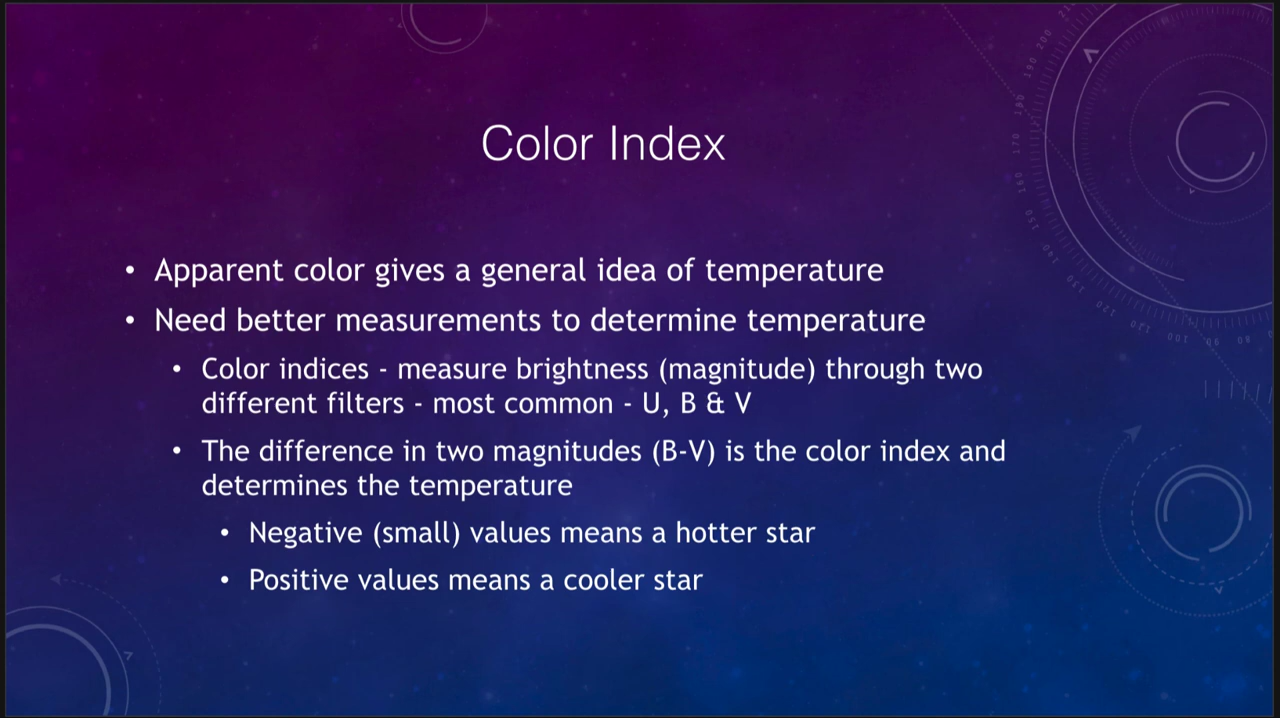 Color Index
• Apparent color gives a general idea of temperature
• Need better measurements to determine temperature
• Color indices - measure brightness (magnitude) through two
different filters - most common - U, B & V
• The difference in two magnitudes (B-V) is the color index and
determines the temperature
• Negative (small) values means a hotter star
• Positive values means a cooler star